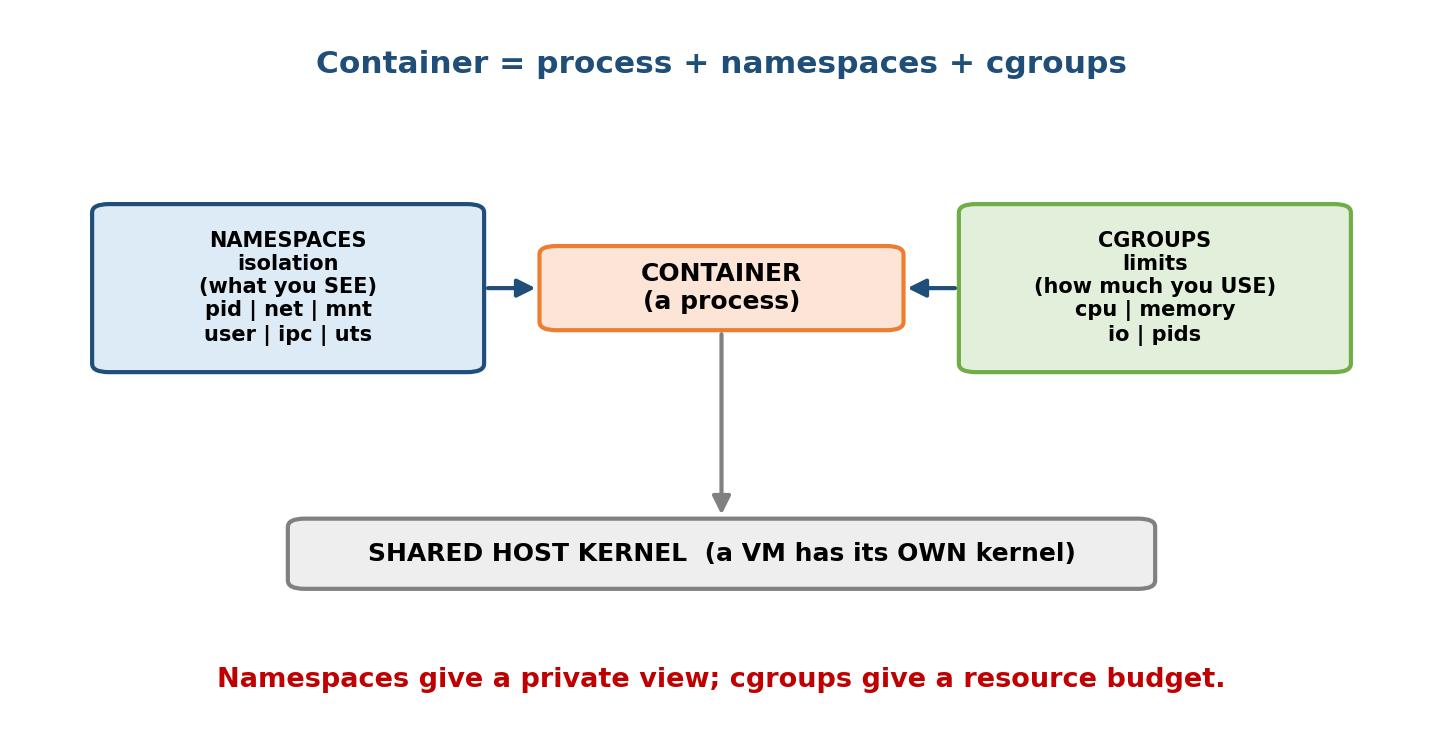 Container = process + namespaces + cgroups
NAMESPACES
isolation
(what you SEE)
pid | net | mnt
user | ipc | uts
CONTAINER
(a process)
CGROUPS
limits
(how much you USE)
cpu | memory
io | pids
SHARED HOST KERNEL  (a VM has its OWN kernel)
Namespaces give a private view; cgroups give a resource budget.